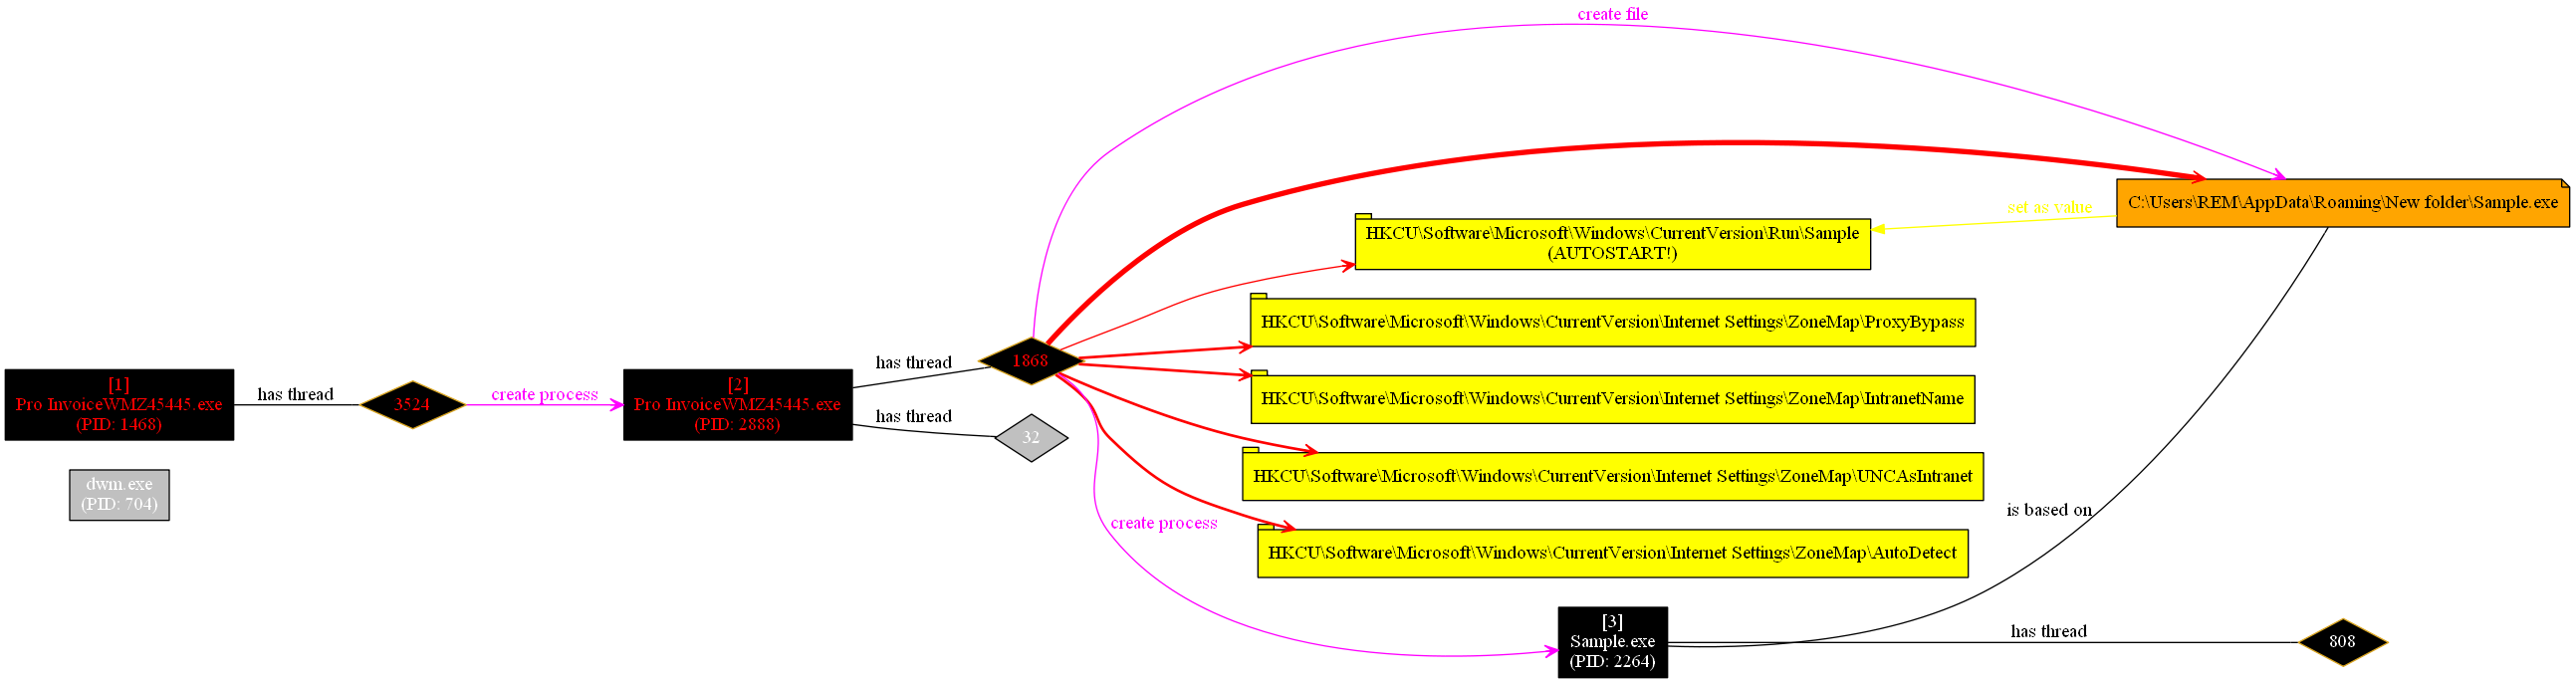 create file
C:\Users\REM\AppData\Roaming\New folder\Sample.exe
set as value
HKCU\Software\Microsoft\Windows\CurrentVersion\Run\Sample
(AUTOSTART!)
HKCU\Software\Microsoft\Windows\CurrentVersion\Internet Settings\ZoneMap\ProxyBypass
[1]
Pro InvoiceWMZ45445.exe
(PID: 1468)
has thread
3524
create process
[2]
Pro InvoiceWMZ45445.exe
(PID: 2888)
has thread
1868
has thread
32
HKCU\Software\Microsoft\Windows\CurrentVersion\Internet Settings\ZoneMap\IntranetName
HKCU\Software\Microsoft\Windows\CurrentVersion\Internet Settings\ZoneMap\UNCAsIntranet
dwm.exe
(PID: 704)
create process
is based on
HKCU\Software\Microsoft\Windows\CurrentVersion\Internet Settings\ZoneMap\AutoDetect
[3]
Sample.exe
(PID: 2264)
has thread
808